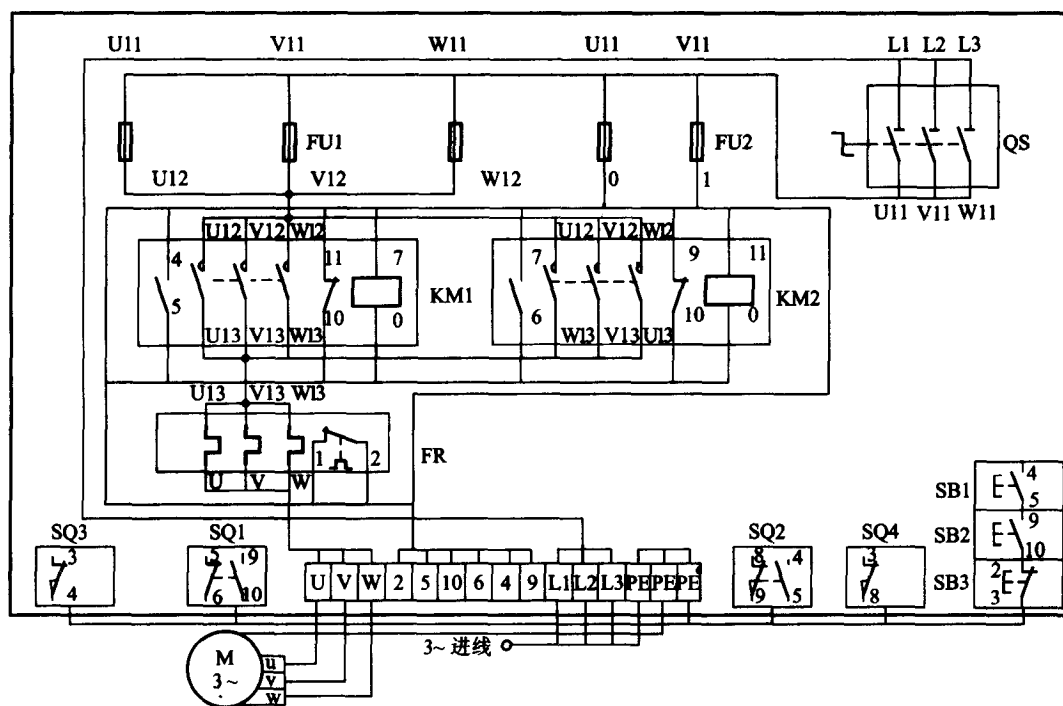 U11 V11 W11 U11 V11 L1 L2 L3
FU1 FU2 QS
U12 V12 W12 0 1
U11 V11 W11
U12 V12 W12 U12 V12 W12
4 11 7 7 9 11
KM1 KM2
5 10 0 6 10 0
U13 V13 W13 W13 V13 U13
U13 V13 W13
1 2 FR
U V W
SB1 4
5
SB2 9
10
SB3 2
3
SQ3 SQ1 SQ2 SQ4
3 5 9 8 4 3
4 6 10 9 5 8
U V W 2 5 10 6 4 9 L1 L2 L3 PE PE PE
3~ 进线
M
3~
u
v
w